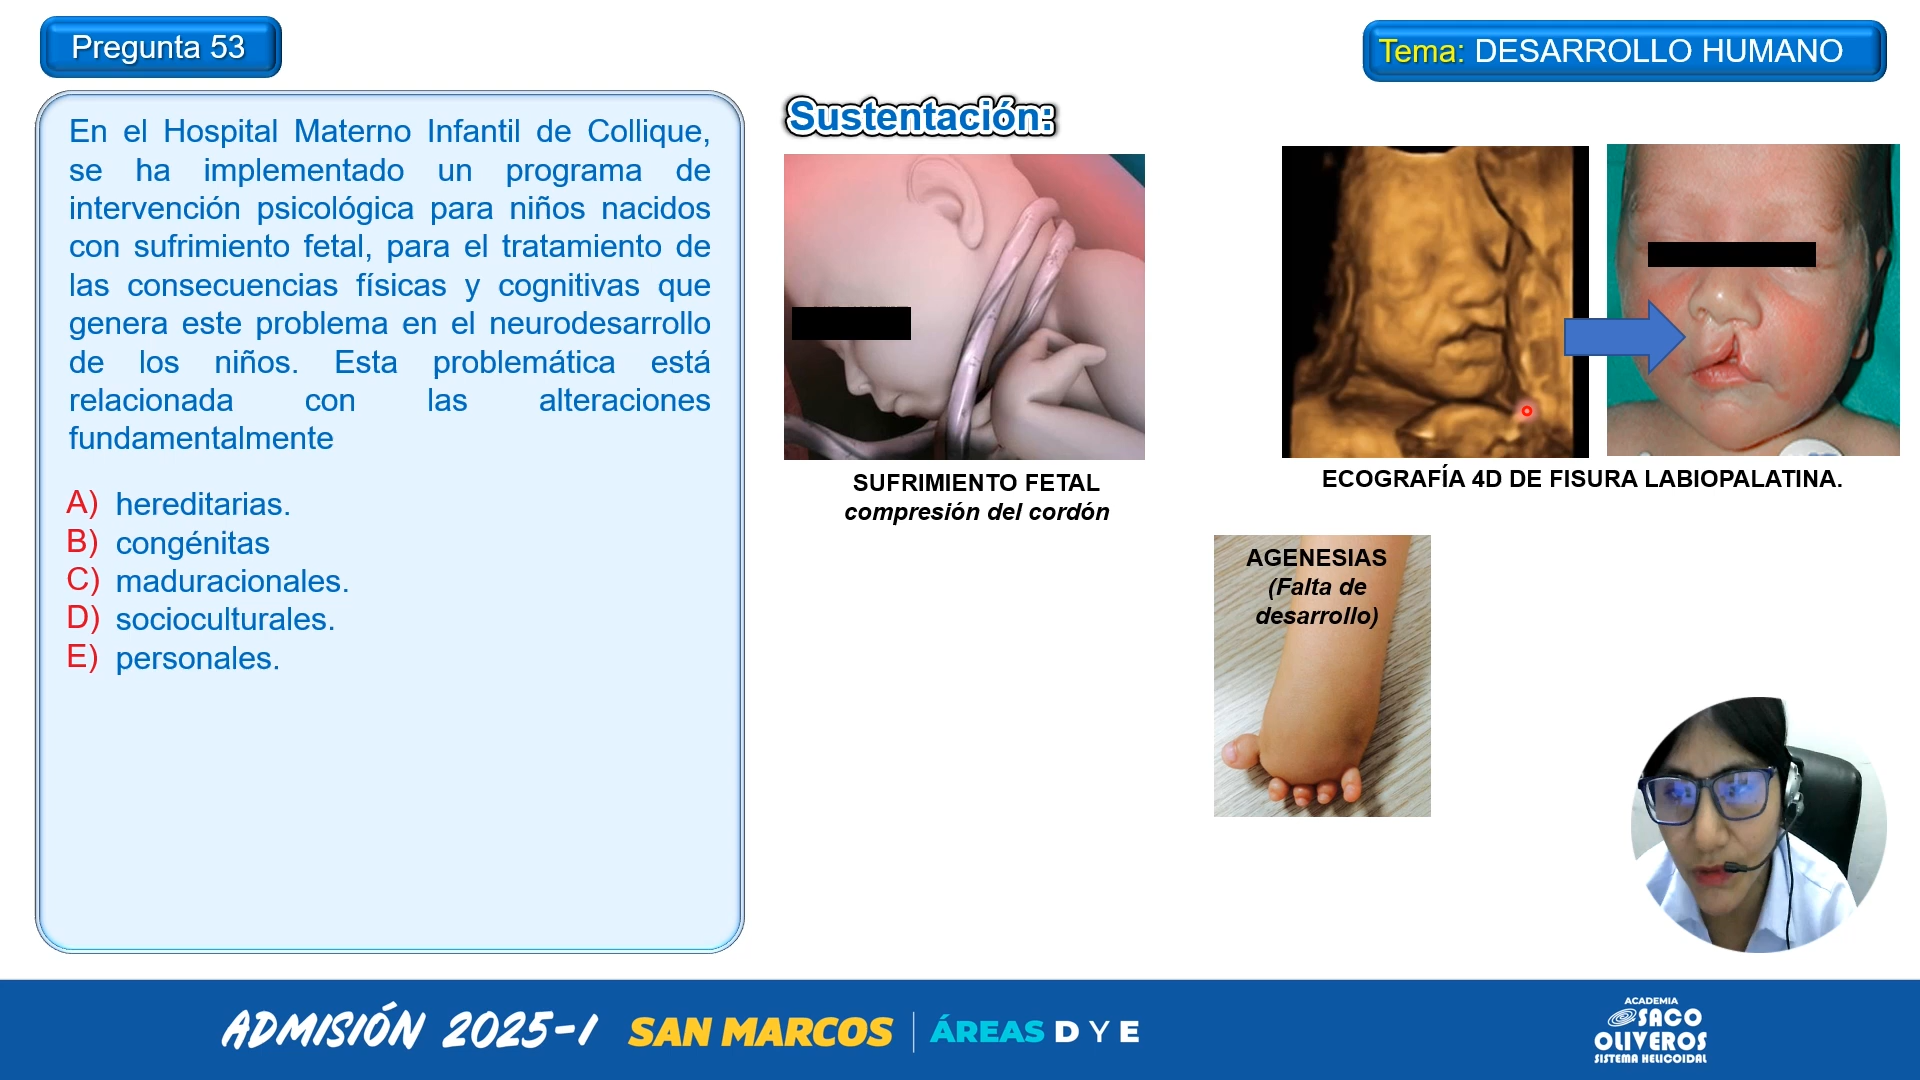 Pregunta 53
Tema: DESARROLLO HUMANO
En el Hospital Materno Infantil de Collique,
se ha implementado un programa de
intervención psicológica para niños nacidos
con sufrimiento fetal, para el tratamiento de
las consecuencias físicas y cognitivas que
genera este problema en el neurodesarrollo
de los niños. Esta problemática está
relacionada con las alteraciones
fundamentalmente
A) hereditarias.
B) congénitas
C) maduracionales.
D) socioculturales.
E) personales.
Sustentación:
SUFRIMIENTO FETAL
compresión del cordón
ECOGRAFÍA 4D DE FISURA LABIOPALATINA.
AGENESIAS
(Falta de
desarrollo)
ADMISIÓN 2025-I SAN MARCOS | ÁREAS D Y E
ACADEMIA
SACO
OLIVEROS
SISTEMA HELICOIDAL